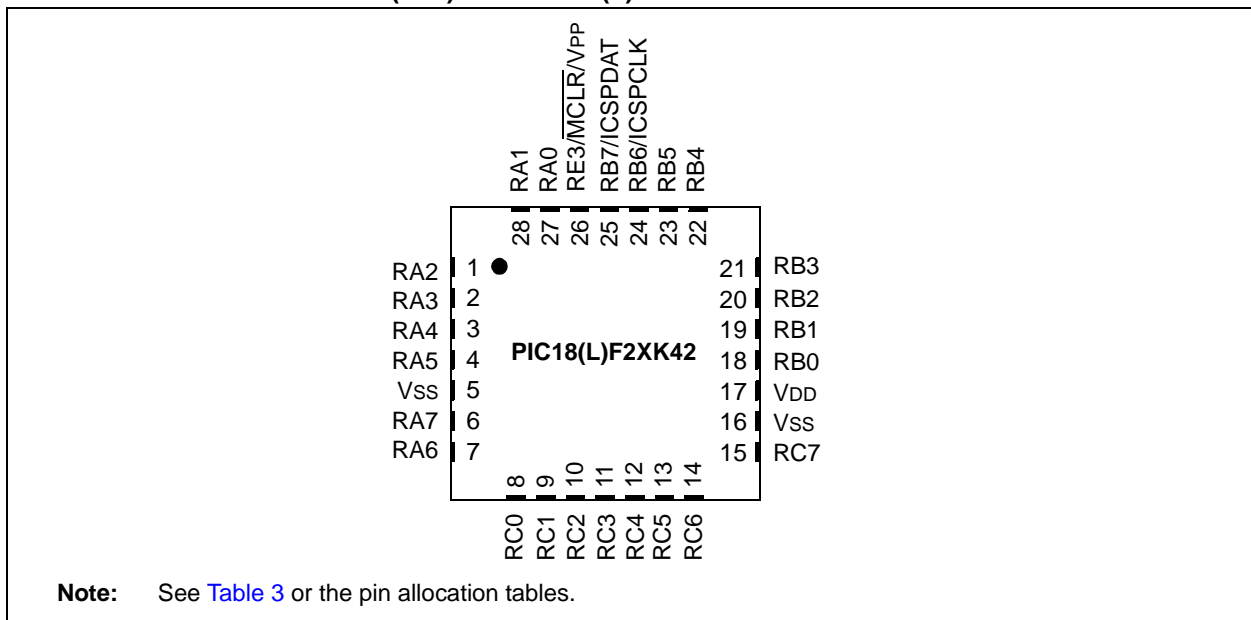 RA1
RA0
RE3/MCLR/VPP
RB7/ICSPDAT
RB6/ICSPCLK
RB5
RB4
28
27
26
25
24
23
22
RA2 1
RA3 2
RA4 3
RA5 4
VSS 5
RA7 6
RA6 7
PIC18(L)F2XK42
21 RB3
20 RB2
19 RB1
18 RB0
17 VDD
16 VSS
15 RC7
8
9
10
11
12
13
14
RC0
RC1
RC2
RC3
RC4
RC5
RC6
Note: See Table 3 or the pin allocation tables.